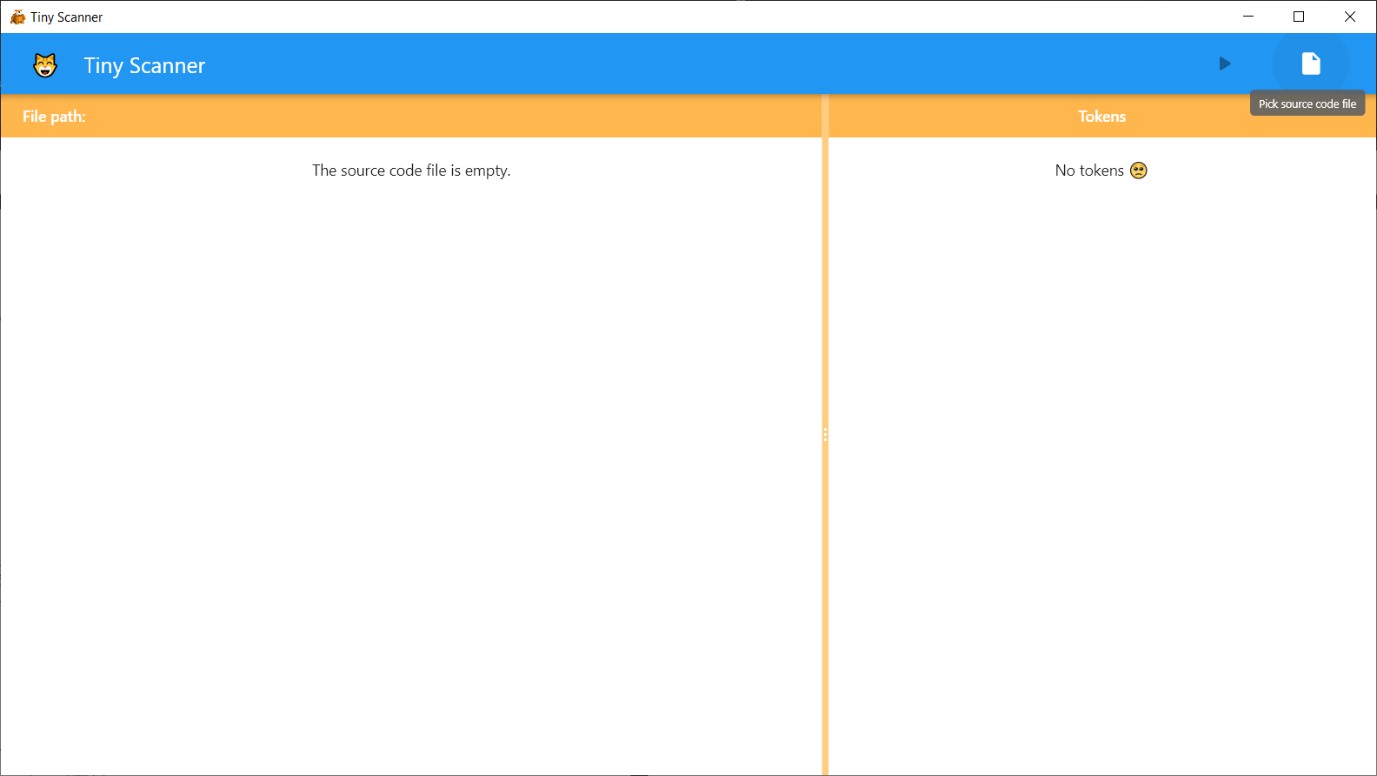 Tiny Scanner
Tiny Scanner
Pick source code file
File path:
Tokens
The source code file is empty.
No tokens 🥺